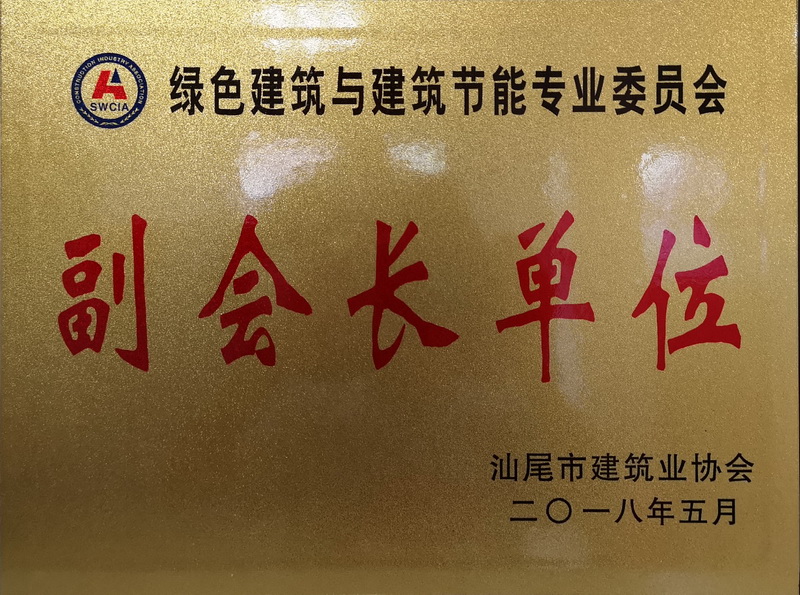 CONSTRUCTION INDUSTRY ASSOCIATION
SWCIA
绿色建筑与建筑节能专业委员会
副会长单位
汕尾市建筑业协会
二〇一八年五月